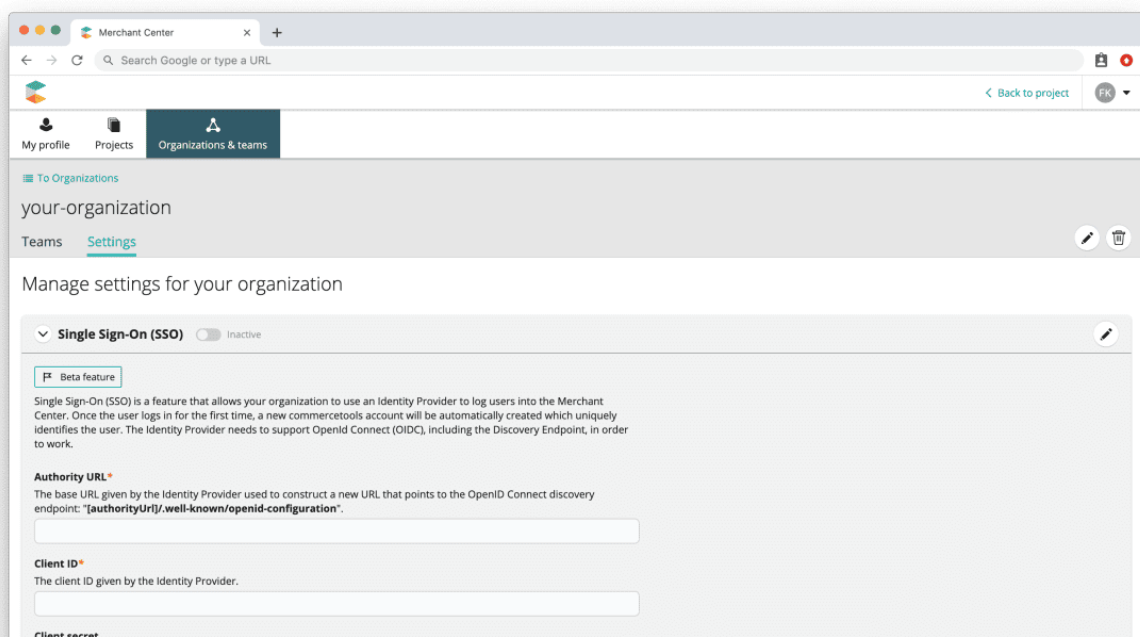 Merchant Center
Search Google or type a URL
Back to project
FK
My profile
Projects
Organizations & teams
To Organizations
your-organization
Teams
Settings
Manage settings for your organization
Single Sign-On (SSO)
Inactive
Beta feature
Single Sign-On (SSO) is a feature that allows your organization to use an Identity Provider to log users into the Merchant
Center. Once the user logs in for the first time, a new commercetools account will be automatically created which uniquely
identifies the user. The Identity Provider needs to support OpenId Connect (OIDC), including the Discovery Endpoint, in order
to work.
Authority URL*
The base URL given by the Identity Provider used to construct a new URL that points to the OpenID Connect discovery
endpoint: "[authorityUrl]/.well-known/openid-configuration".
Client ID*
The client ID given by the Identity Provider.
Client secret